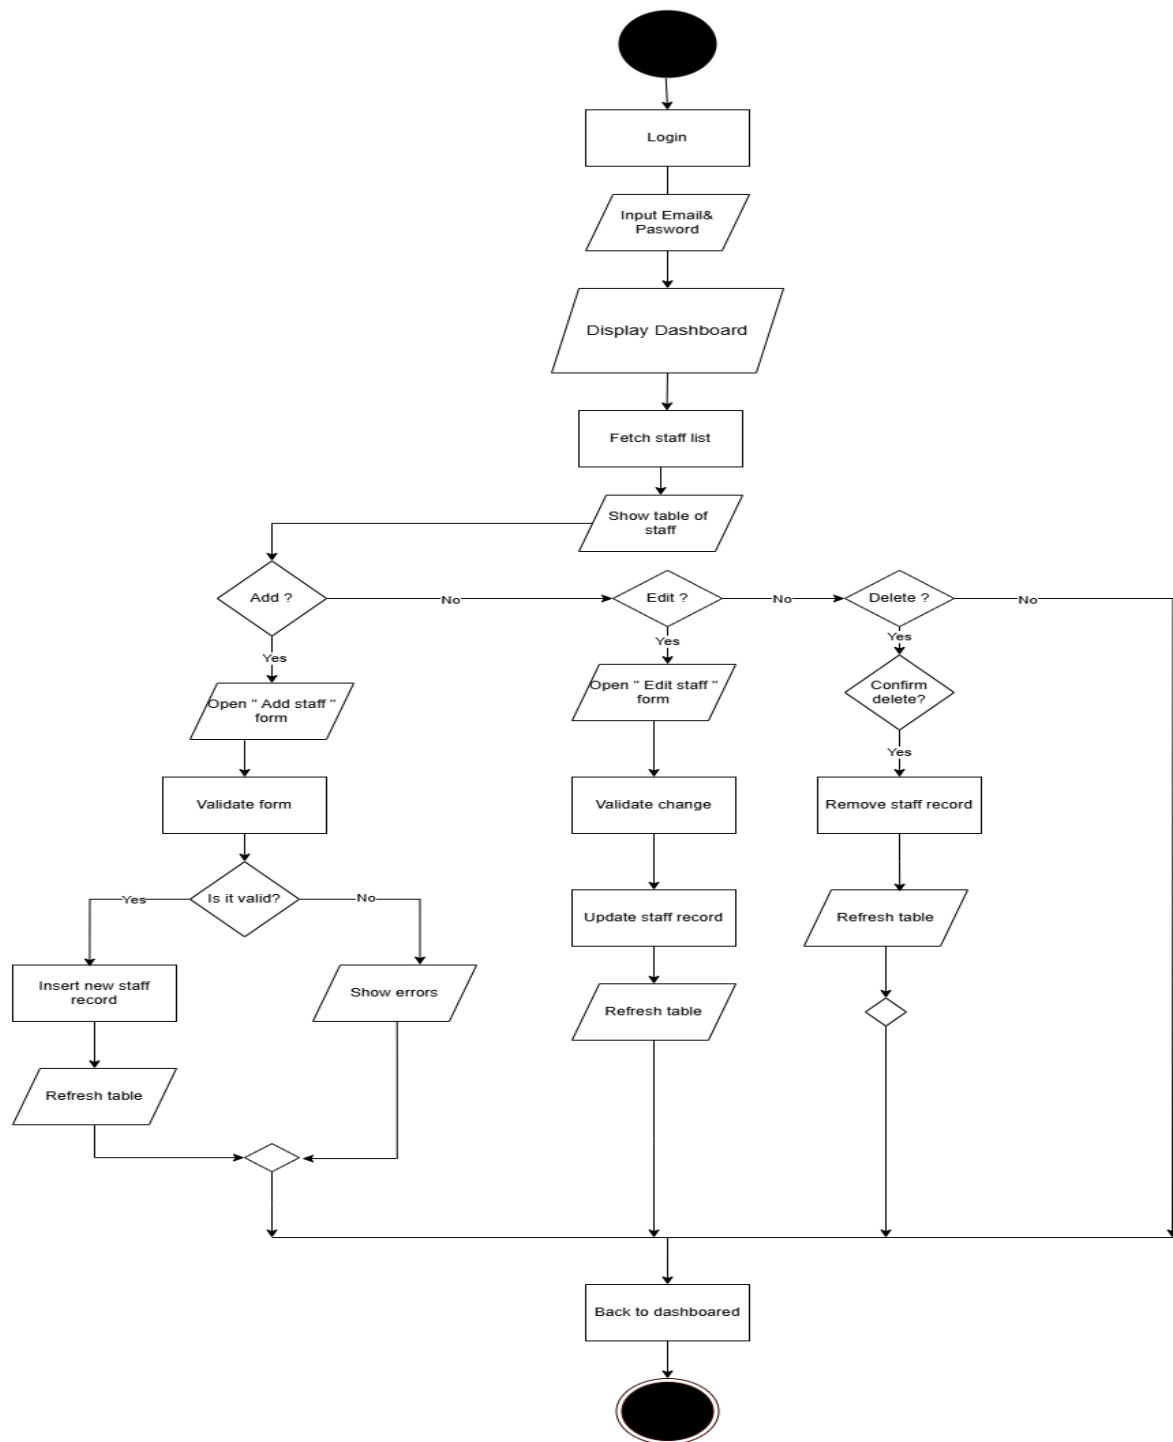 Login
Input Email&
Pasword
Display Dashboard
Fetch staff list
Show table of
staff
Add ?
No
Edit ?
No
Delete ?
No
Yes
Yes
Yes
Open " Add staff "
form
Open " Edit staff "
form
Confirm
delete?
Yes
Validate form
Validate change
Remove staff record
Yes
Is it valid?
No
Update staff record
Refresh table
Insert new staff
record
Show errors
Refresh table
Refresh table
Back to dashboared